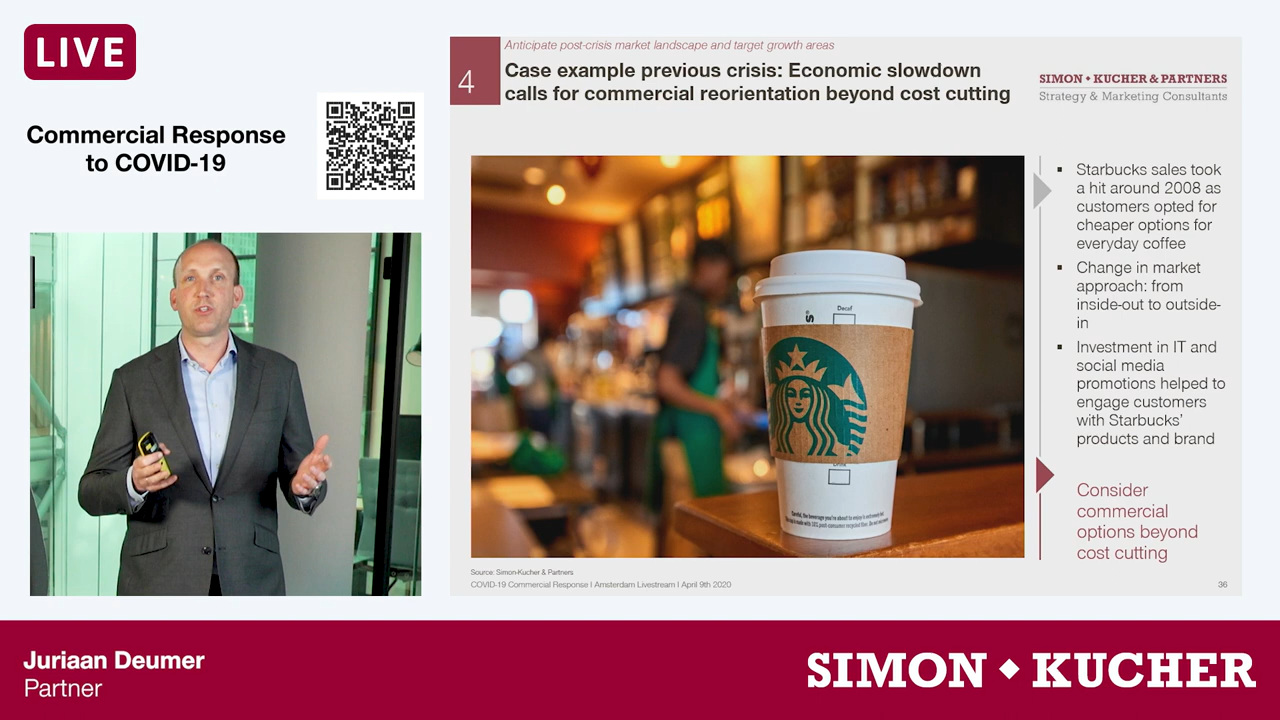 LIVE
Commercial Response
to COVID-19
Anticipate post-crisis market landscape and target growth areas
4
Case example previous crisis: Economic slowdown
calls for commercial reorientation beyond cost cutting
SIMON • KUCHER & PARTNERS
Strategy & Marketing Consultants
Decaf
▪ Starbucks sales took
a hit around 2008 as
customers opted for
cheaper options for
everyday coffee
▪ Change in market
approach: from
inside-out to outside-
in
▪ Investment in IT and
social media
promotions helped to
engage customers
with Starbucks’
products and brand
Consider
commercial
options beyond
cost cutting
Source: Simon-Kucher & Partners
COVID-19 Commercial Response I Amsterdam Livestream I April 9th 2020
36
Juriaan Deumer
Partner
SIMON ◆ KUCHER